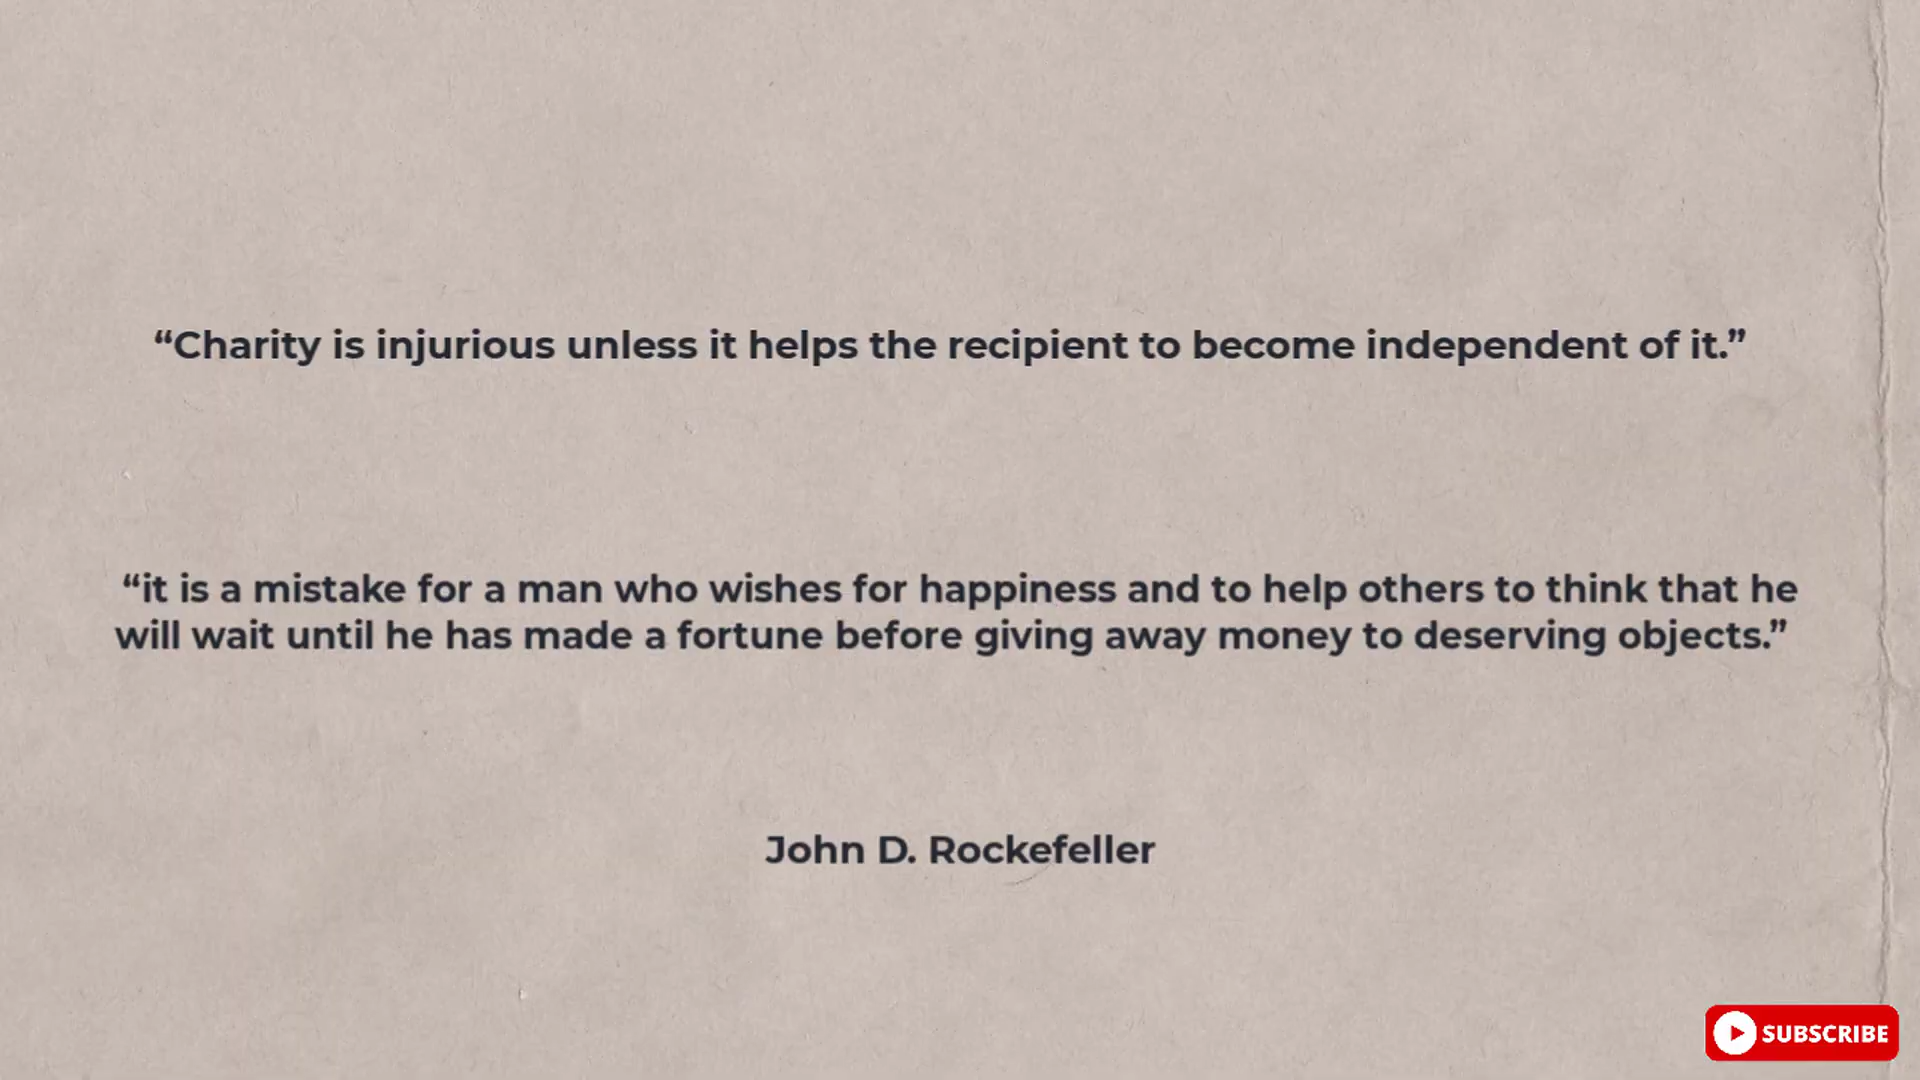 “Charity is injurious unless it helps the recipient to become independent of it.”
“it is a mistake for a man who wishes for happiness and to help others to think that he
will wait until he has made a fortune before giving away money to deserving objects.”
John D. Rockefeller
SUBSCRIBE